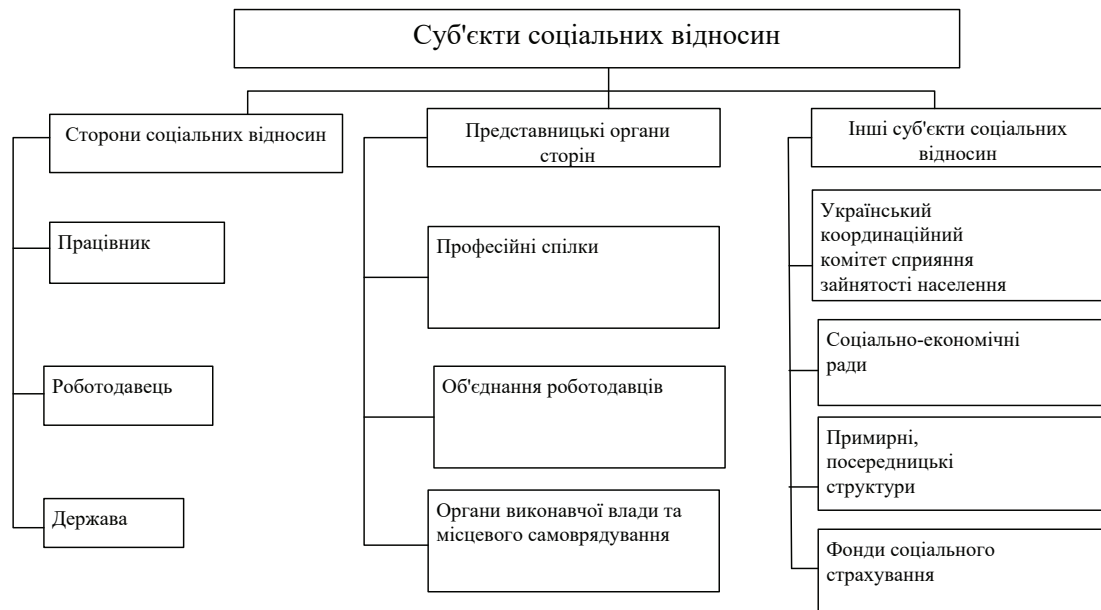 Суб'єкти соціальних відносин
Сторони соціальних відносин
Працівник
Роботодавець
Держава
Представницькі органи
сторін
Професійні спілки
Об'єднання роботодавців
Органи виконавчої влади та
місцевого самоврядування
Інші суб'єкти соціальних
відносин
Український
координаційний
комітет сприяння
зайнятості населення
Соціально-економічні
ради
Примирні,
посередницькі
структури
Фонди соціального
страхування